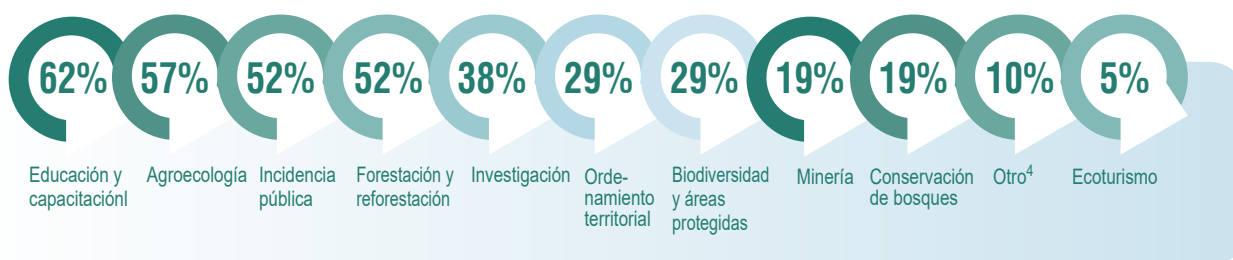 62% 57% 52% 52% 38% 29% 29% 19% 19% 10% 5%
Educación y
capacitaciónl
Agroecología
Incidencia
pública
Forestación y
reforestación
Investigación
Orde-
namiento
territorial
Biodiversidad
y áreas
protegidas
Minería
Conservación
de bosques
Otro⁴
Ecoturismo